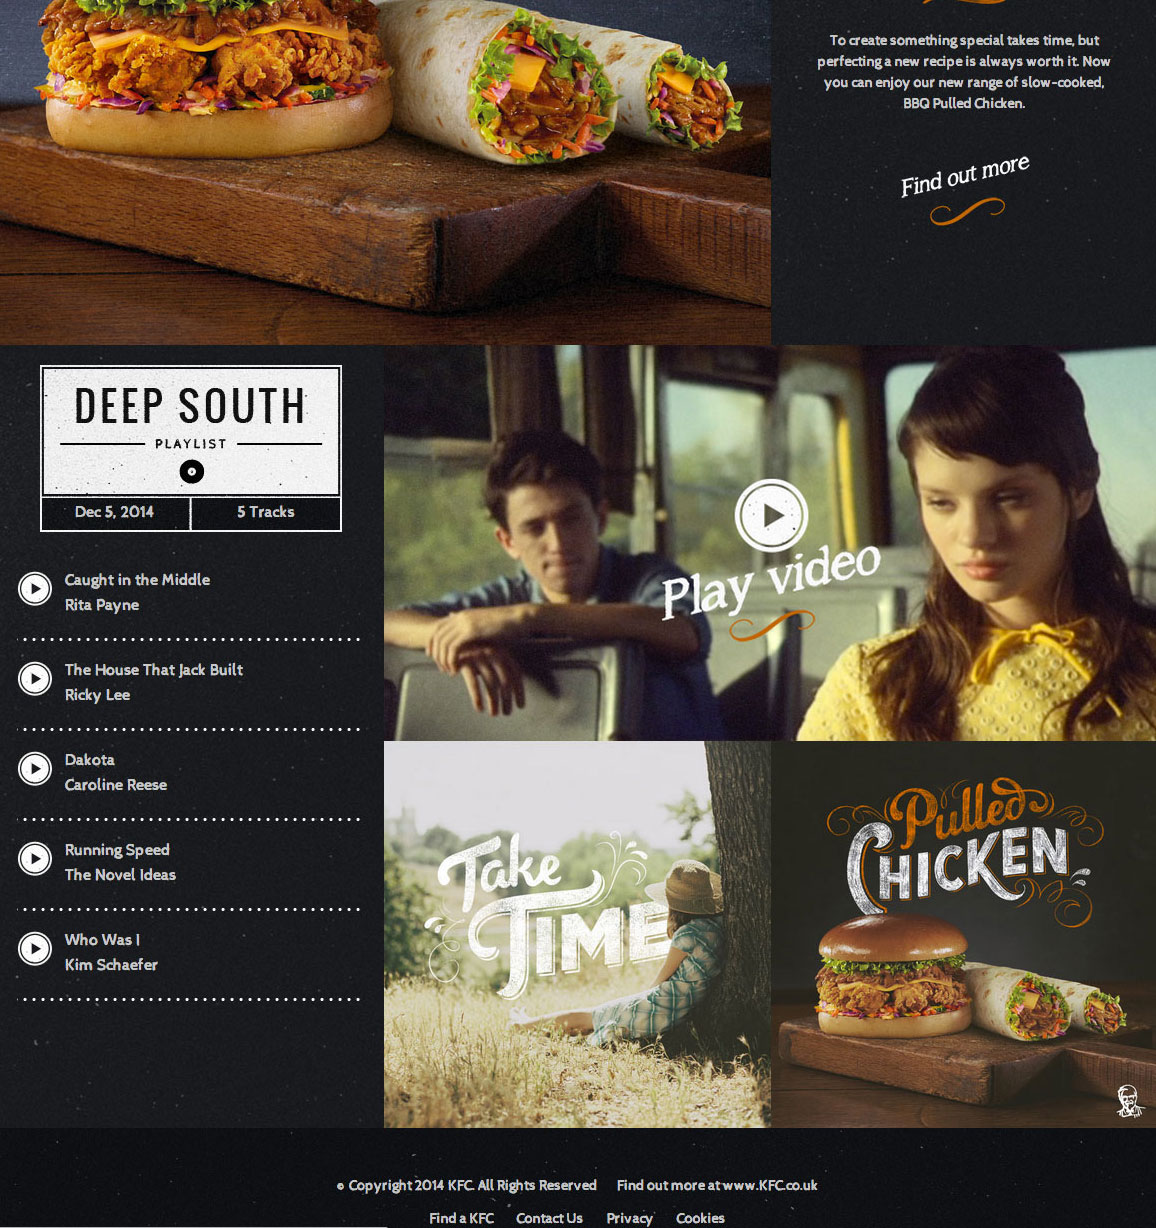 To create something special takes time, but
perfecting a new recipe is always worth it. Now
you can enjoy our new range of slow-cooked,
BBQ Pulled Chicken.
Find out more
DEEP SOUTH
PLAYLIST
Dec 5, 2014
5 Tracks
Caught in the Middle
Rita Payne
The House That Jack Built
Ricky Lee
Dakota
Caroline Reese
Running Speed
The Novel Ideas
Who Was I
Kim Schaefer
Play video
Take
TIME
Pulled
CHICKEN
© Copyright 2014 KFC. All Rights Reserved Find out more at www.KFC.co.uk
Find a KFC Contact Us Privacy Cookies